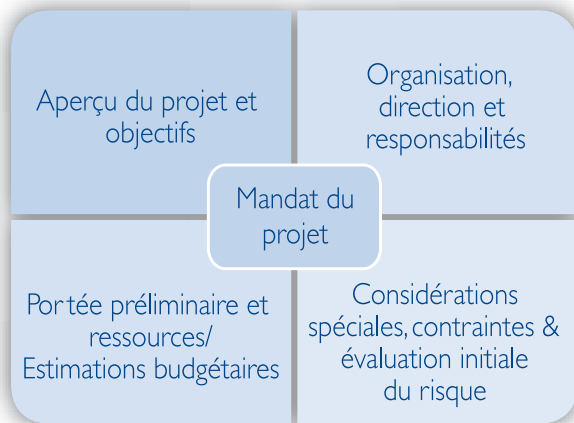 Aperçu du projet et
objectifs
Organisation,
direction et
responsabilités
Mandat du
projet
Portée préliminaire et
ressources/
Estimations budgétaires
Considérations
spéciales, contraintes &
évaluation initiale
du risque